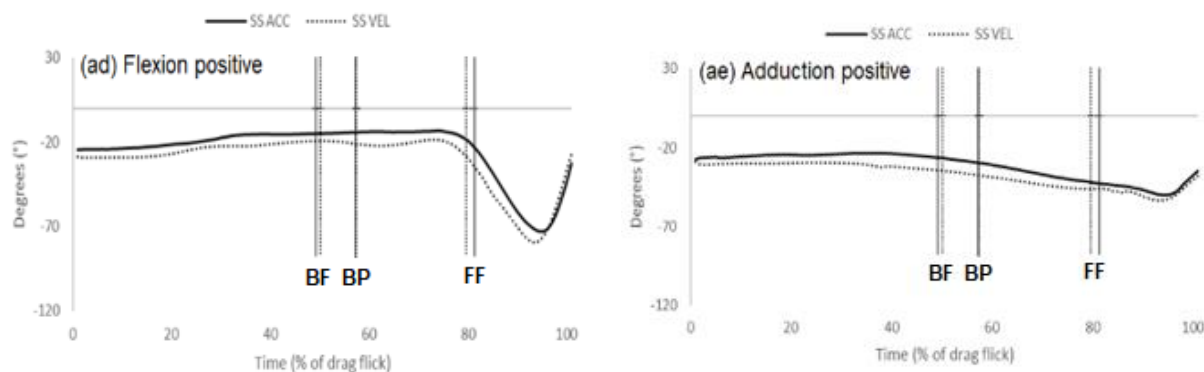 SS ACC SS VEL
(ad) Flexion positive
30
-20
-70
-120
Degrees (°)
BF BP FF
0 20 40 60 80 100
Time (% of drag flick)
SS ACC SS VEL
(ae) Adduction positive
30
-20
-70
-120
Degrees (°)
BF BP FF
0 20 40 60 80 100
Time (% of drag flick)